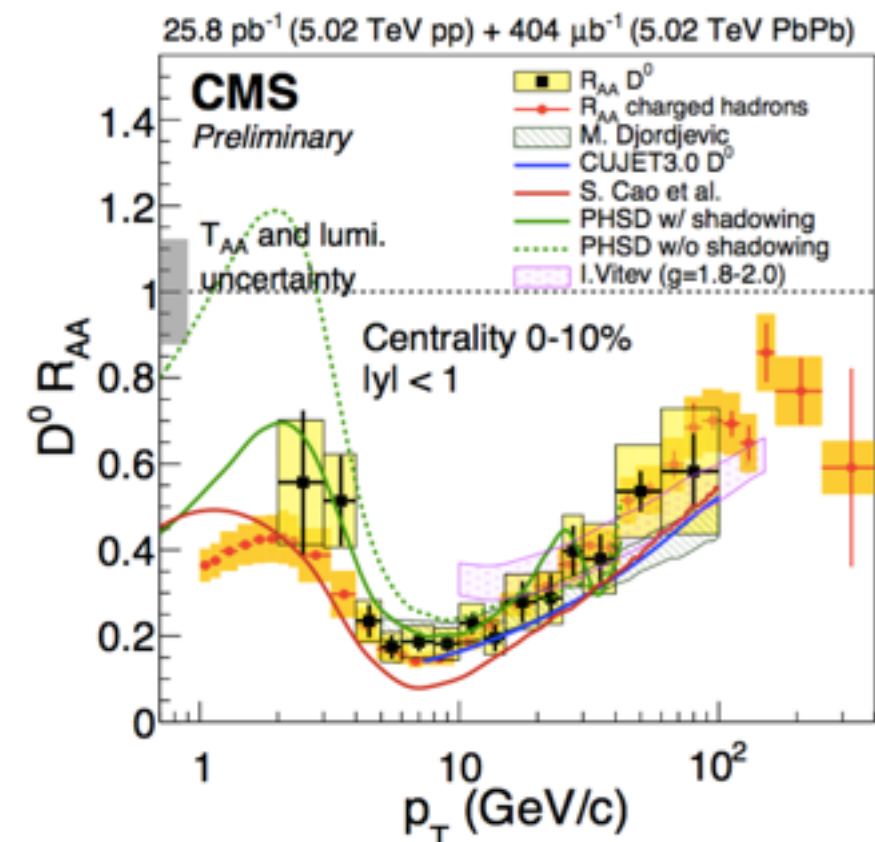 25.8 pb⁻¹ (5.02 TeV pp) + 404 μb⁻¹ (5.02 TeV PbPb)
CMS
Preliminary
R_AA D⁰
R_AA charged hadrons
M. Djordjevic
CUJET3.0 D⁰
S. Cao et al.
PHSD w/ shadowing
PHSD w/o shadowing
I.Vitev (g=1.8-2.0)
T_AA and lumi.
uncertainty
Centrality 0-10%
|y| < 1
D⁰ R_AA
1.4
1.2
1
0.8
0.6
0.4
0.2
0
1 10 10²
p_T (GeV/c)